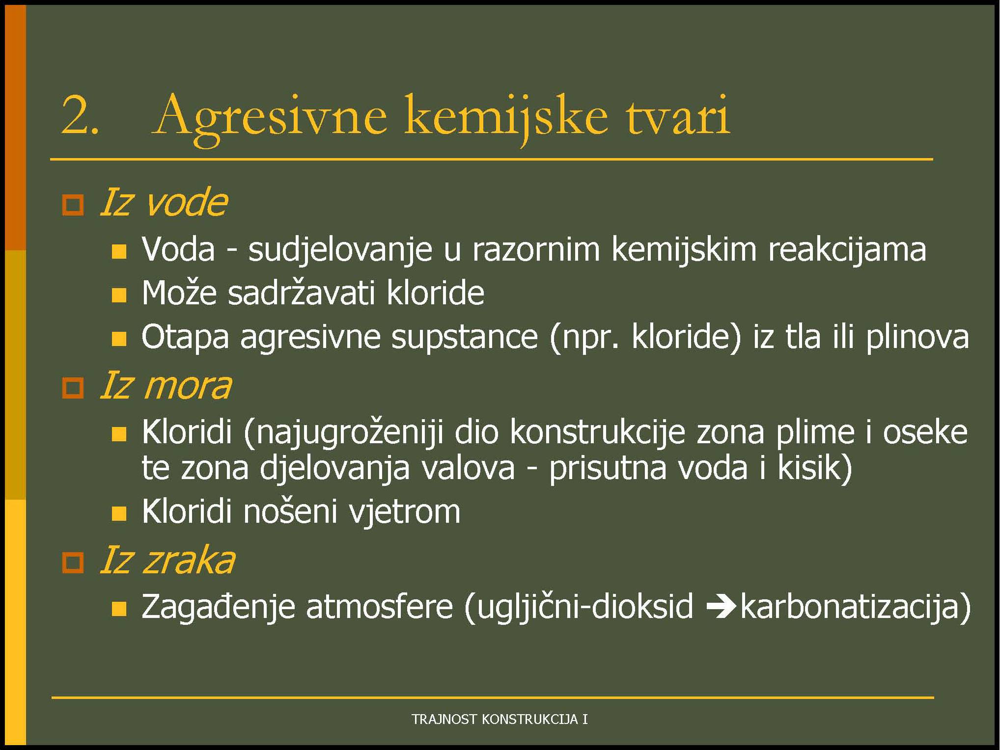 2. Agresivne kemijske tvari
Iz vode
Voda - sudjelovanje u razornim kemijskim reakcijama
Može sadržavati kloride
Otapa agresivne supstance (npr. kloride) iz tla ili plinova
Iz mora
Kloridi (najugroženiji dio konstrukcije zona plime i oseke
te zona djelovanja valova - prisutna voda i kisik)
Kloridi nošeni vjetrom
Iz zraka
Zagađenje atmosfere (ugljični-dioksid ➔karbonatizacija)
TRAJNOST KONSTRUKCIJA I